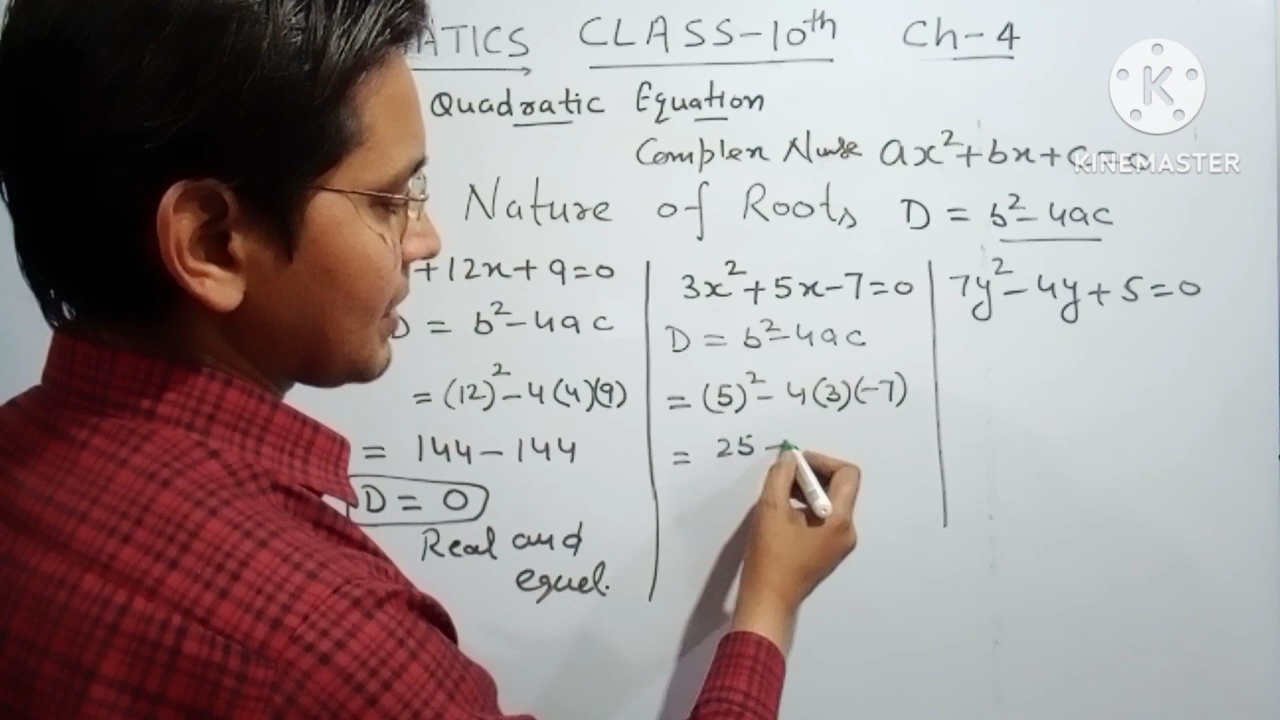 ATICS CLASS-10th Ch-4
Quadratic Equation
Complex ax²+bx+c=0
KINEMASTER
Nature of Roots D = b²-4ac
+12x+9=0
D = b²-4ac
=(12)²-4(4)(9)
= 144-144
D = 0
Real and
equel.
3x²+5x-7=0
D = b²-4ac
= (5)²-4(3)(-7)
= 25
7y²-4y+5=0